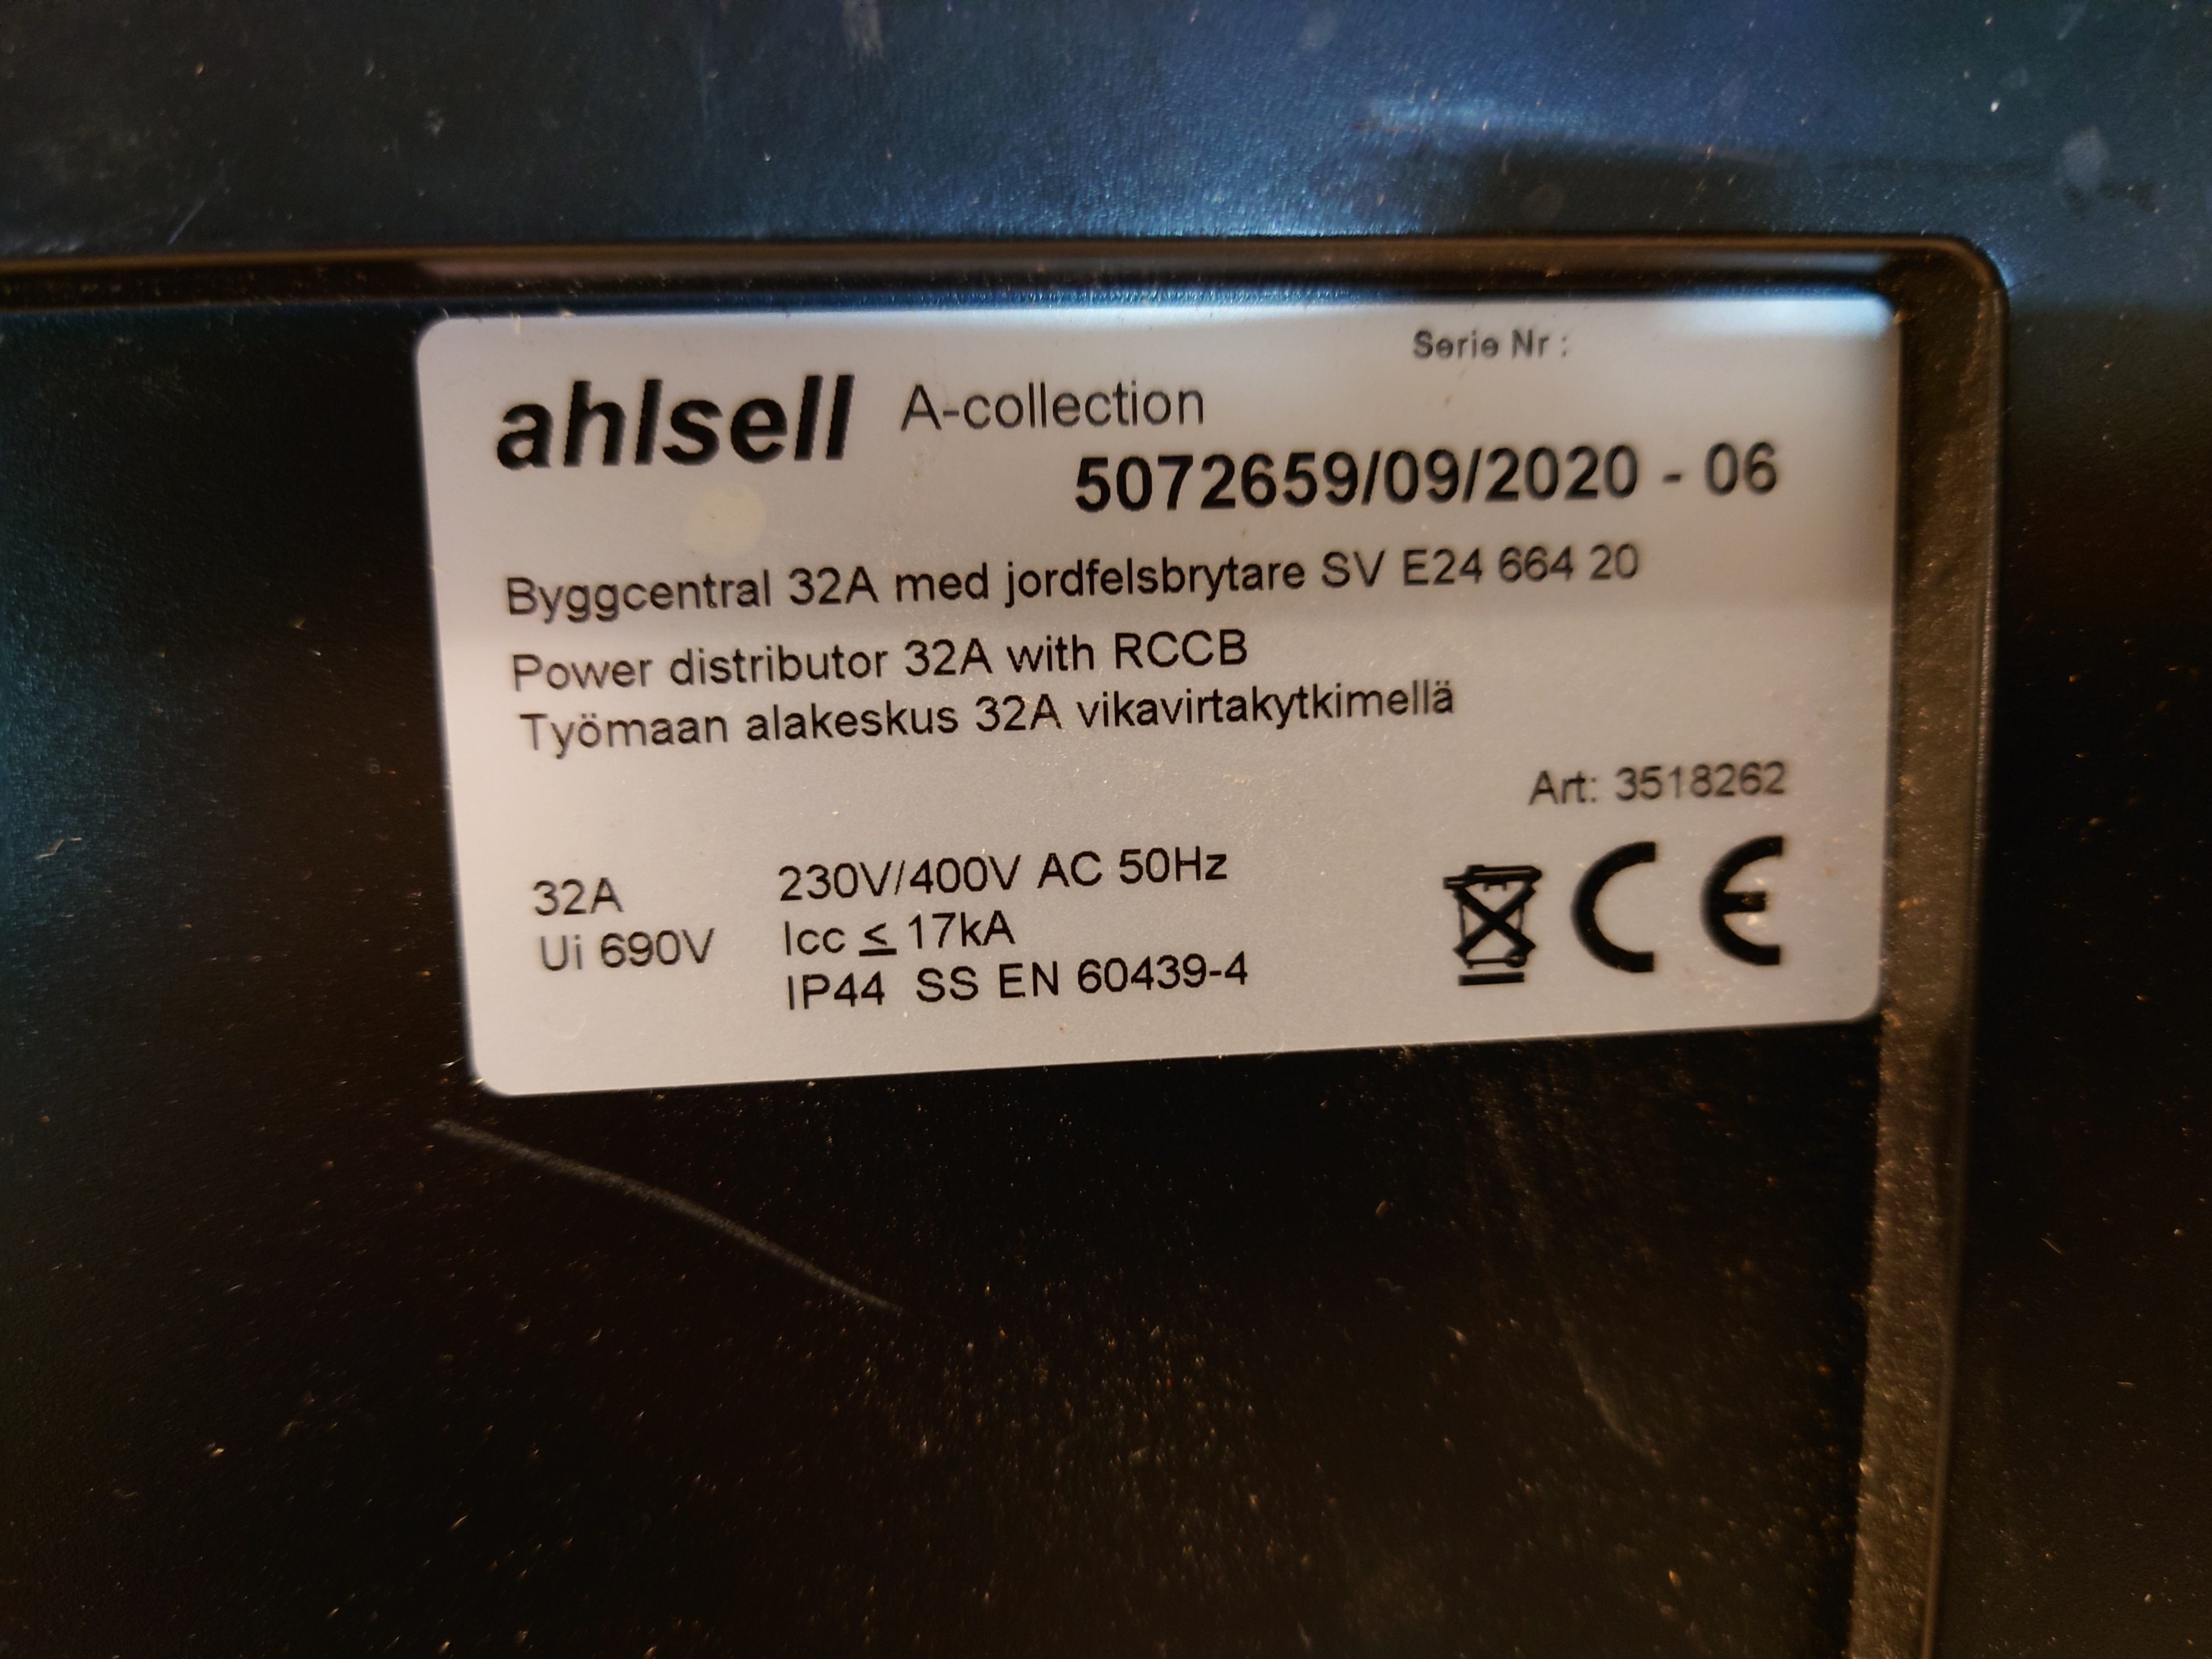 Serie Nr :
ahlsell A-collection
5072659/09/2020 - 06
Byggcentral 32A med jordfelsbrytare SV E24 664 20
Power distributor 32A with RCCB
Työmaan alakeskus 32A vikavirtakytkimellä
Art: 3518262
32A 230V/400V AC 50Hz
Ui 690V Icc ≤ 17kA
IP44 SS EN 60439-4
CE